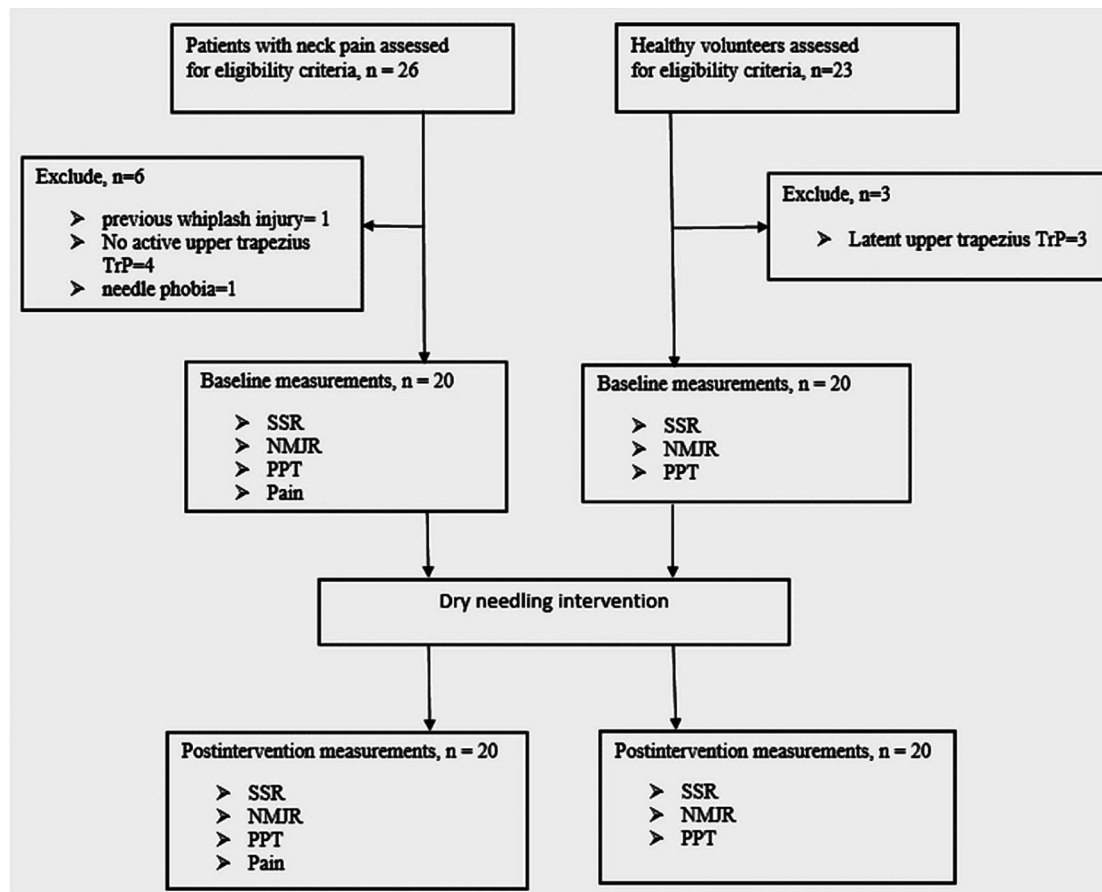 Patients with neck pain assessed
for eligibility criteria, n = 26
Healthy volunteers assessed
for eligibility criteria, n=23
Exclude, n=6
➤ previous whiplash injury= 1
➤ No active upper trapezius
TrP=4
➤ needle phobia=1
Exclude, n=3
➤ Latent upper trapezius TrP=3
Baseline measurements, n = 20
➤ SSR
➤ NMJR
➤ PPT
➤ Pain
Baseline measurements, n = 20
➤ SSR
➤ NMJR
➤ PPT
Dry needling intervention
Postintervention measurements, n = 20
➤ SSR
➤ NMJR
➤ PPT
➤ Pain
Postintervention measurements, n = 20
➤ SSR
➤ NMJR
➤ PPT